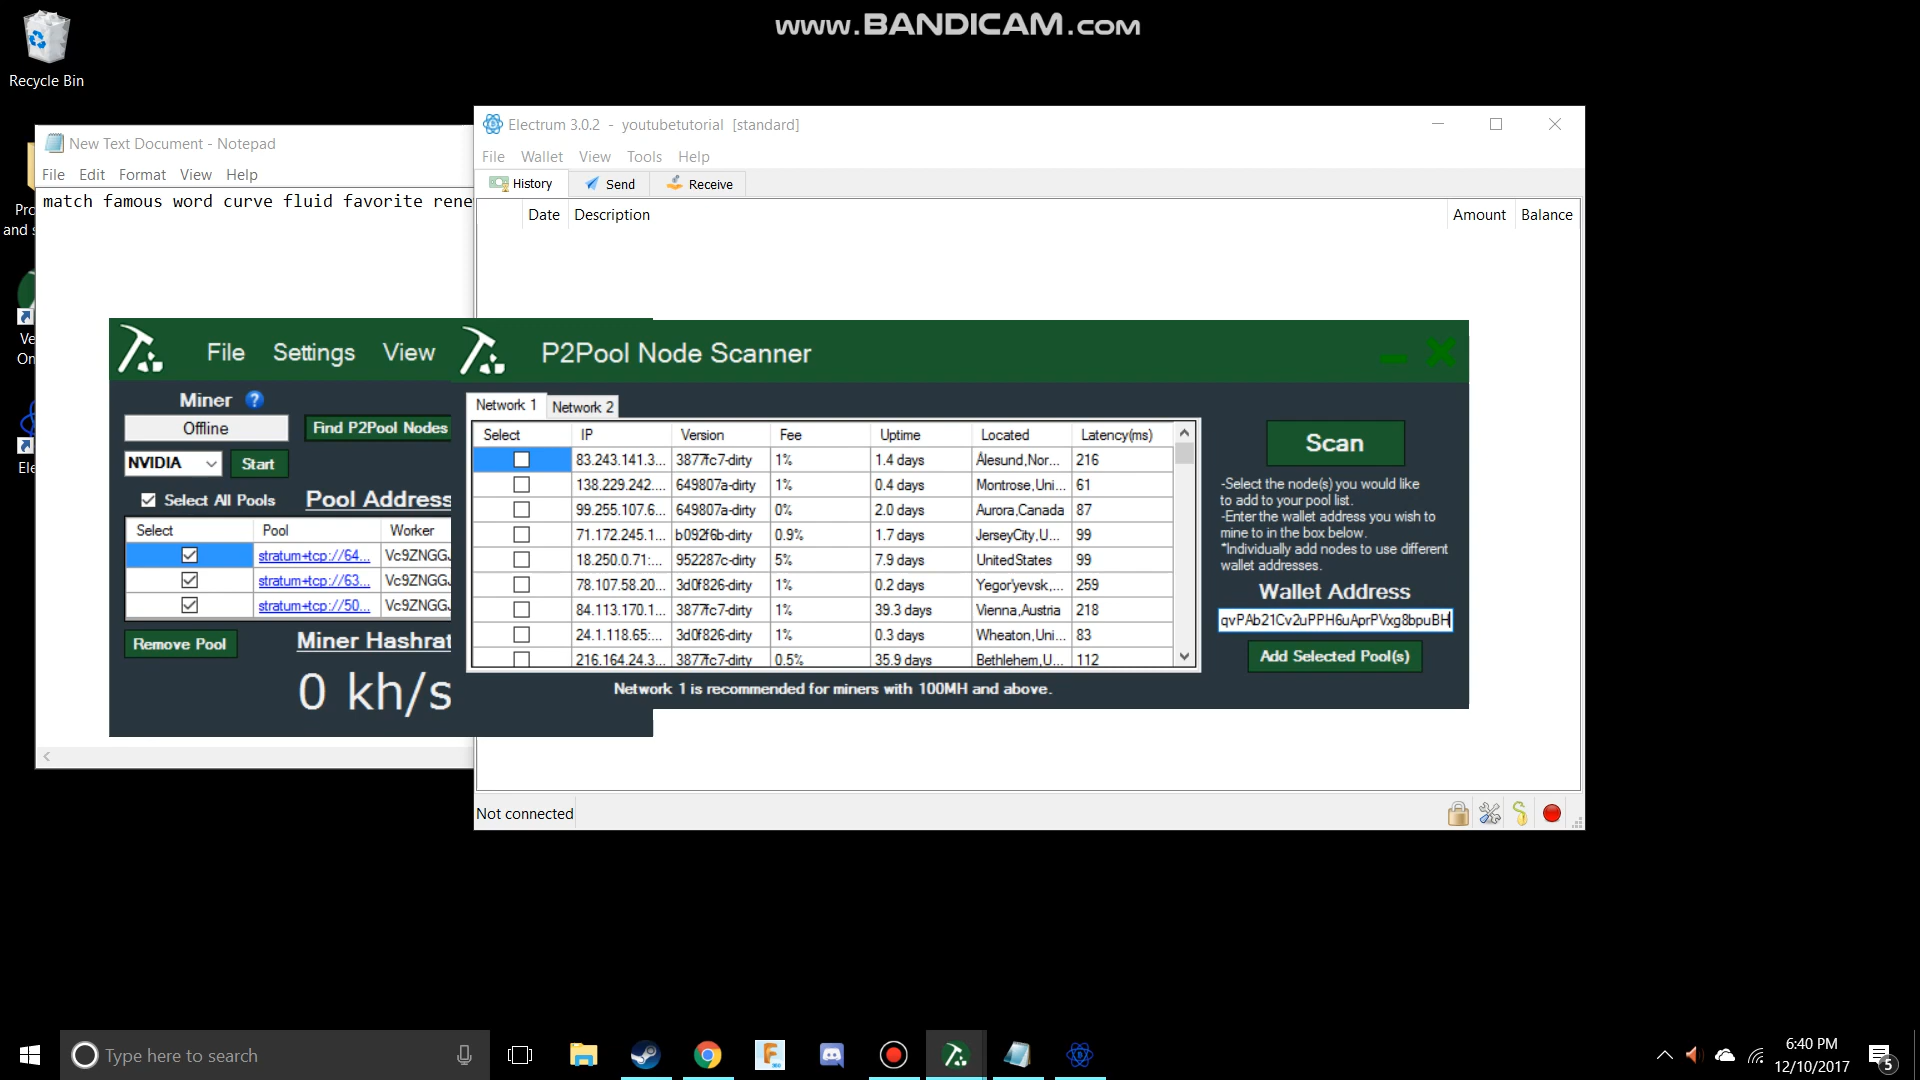 www.BANDICAM.com
Recycle Bin
New Text Document - Notepad
File Edit Format View Help
match famous word curve fluid favorite rene
Electrum 3.0.2 - youtubetutorial [standard]
File Wallet View Tools Help
History Send Receive
Date Description Amount Balance
File Settings View
Miner
Offline
Find P2Pool Nodes
NVIDIA Start
Select All Pools Pool Address
Select Pool Worker
stratum+tcp://64... Vc9ZNGG
stratum+tcp://63... Vc9ZNGG
stratum+tcp://50... Vc9ZNGG
Remove Pool Miner Hashrat
0 kh/s
P2Pool Node Scanner
Network 1 Network 2
Select IP Version Fee Uptime Located Latency(ms)
83.243.141.3... 3877fc7-dirty 1% 1.4 days Ålesund,Nor... 216
138.229.242.... 649807a-dirty 1% 0.4 days Montrose,Uni... 61
99.255.107.6... 649807a-dirty 0% 2.0 days Aurora,Canada 87
71.172.245.1... b092f6b-dirty 0.9% 1.7 days JerseyCity,U... 99
18.250.0.71:... 952287c-dirty 5% 7.9 days UnitedStates 99
78.107.58.20... 3d0f826-dirty 1% 0.2 days Yegor'yevsk,... 259
84.113.170.1... 3877fc7-dirty 1% 39.3 days Vienna,Austria 218
24.1.118.65:... 3d0f826-dirty 1% 0.3 days Wheaton,Uni... 83
216.164.24.3... 3877fc7-dirty 0.5% 35.9 days Bethlehem,U... 112
Network 1 is recommended for miners with 100MH and above.
Scan
-Select the node(s) you would like
to add to your pool list.
-Enter the wallet address you wish to
mine to in the box below.
*Individually add nodes to use different
wallet addresses.
Wallet Address
qvPAb21Cv2uPPH6uAprPVxg8bpuBH
Add Selected Pool(s)
Not connected
Type here to search
6:40 PM
12/10/2017
5